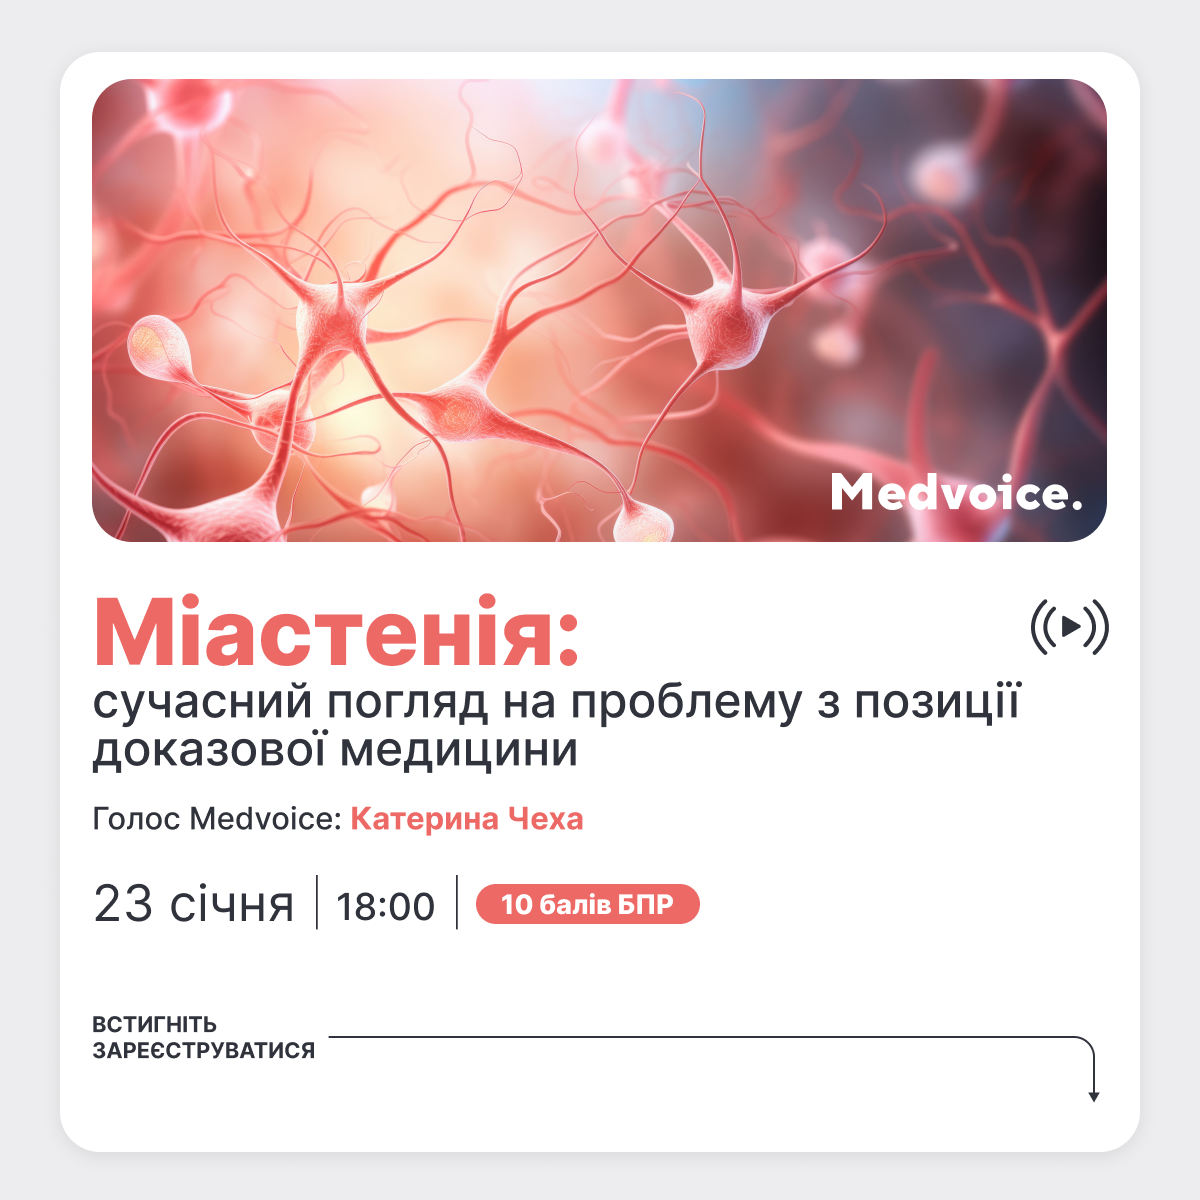 Medvoice.
Міастенія:
сучасний погляд на проблему з позиції
доказової медицини
Голос Medvoice: Катерина Чеха
23 січня 18:00 10 балів БПР
ВСТИГНІТЬ
ЗАРЕЄСТРУВАТИСЯ